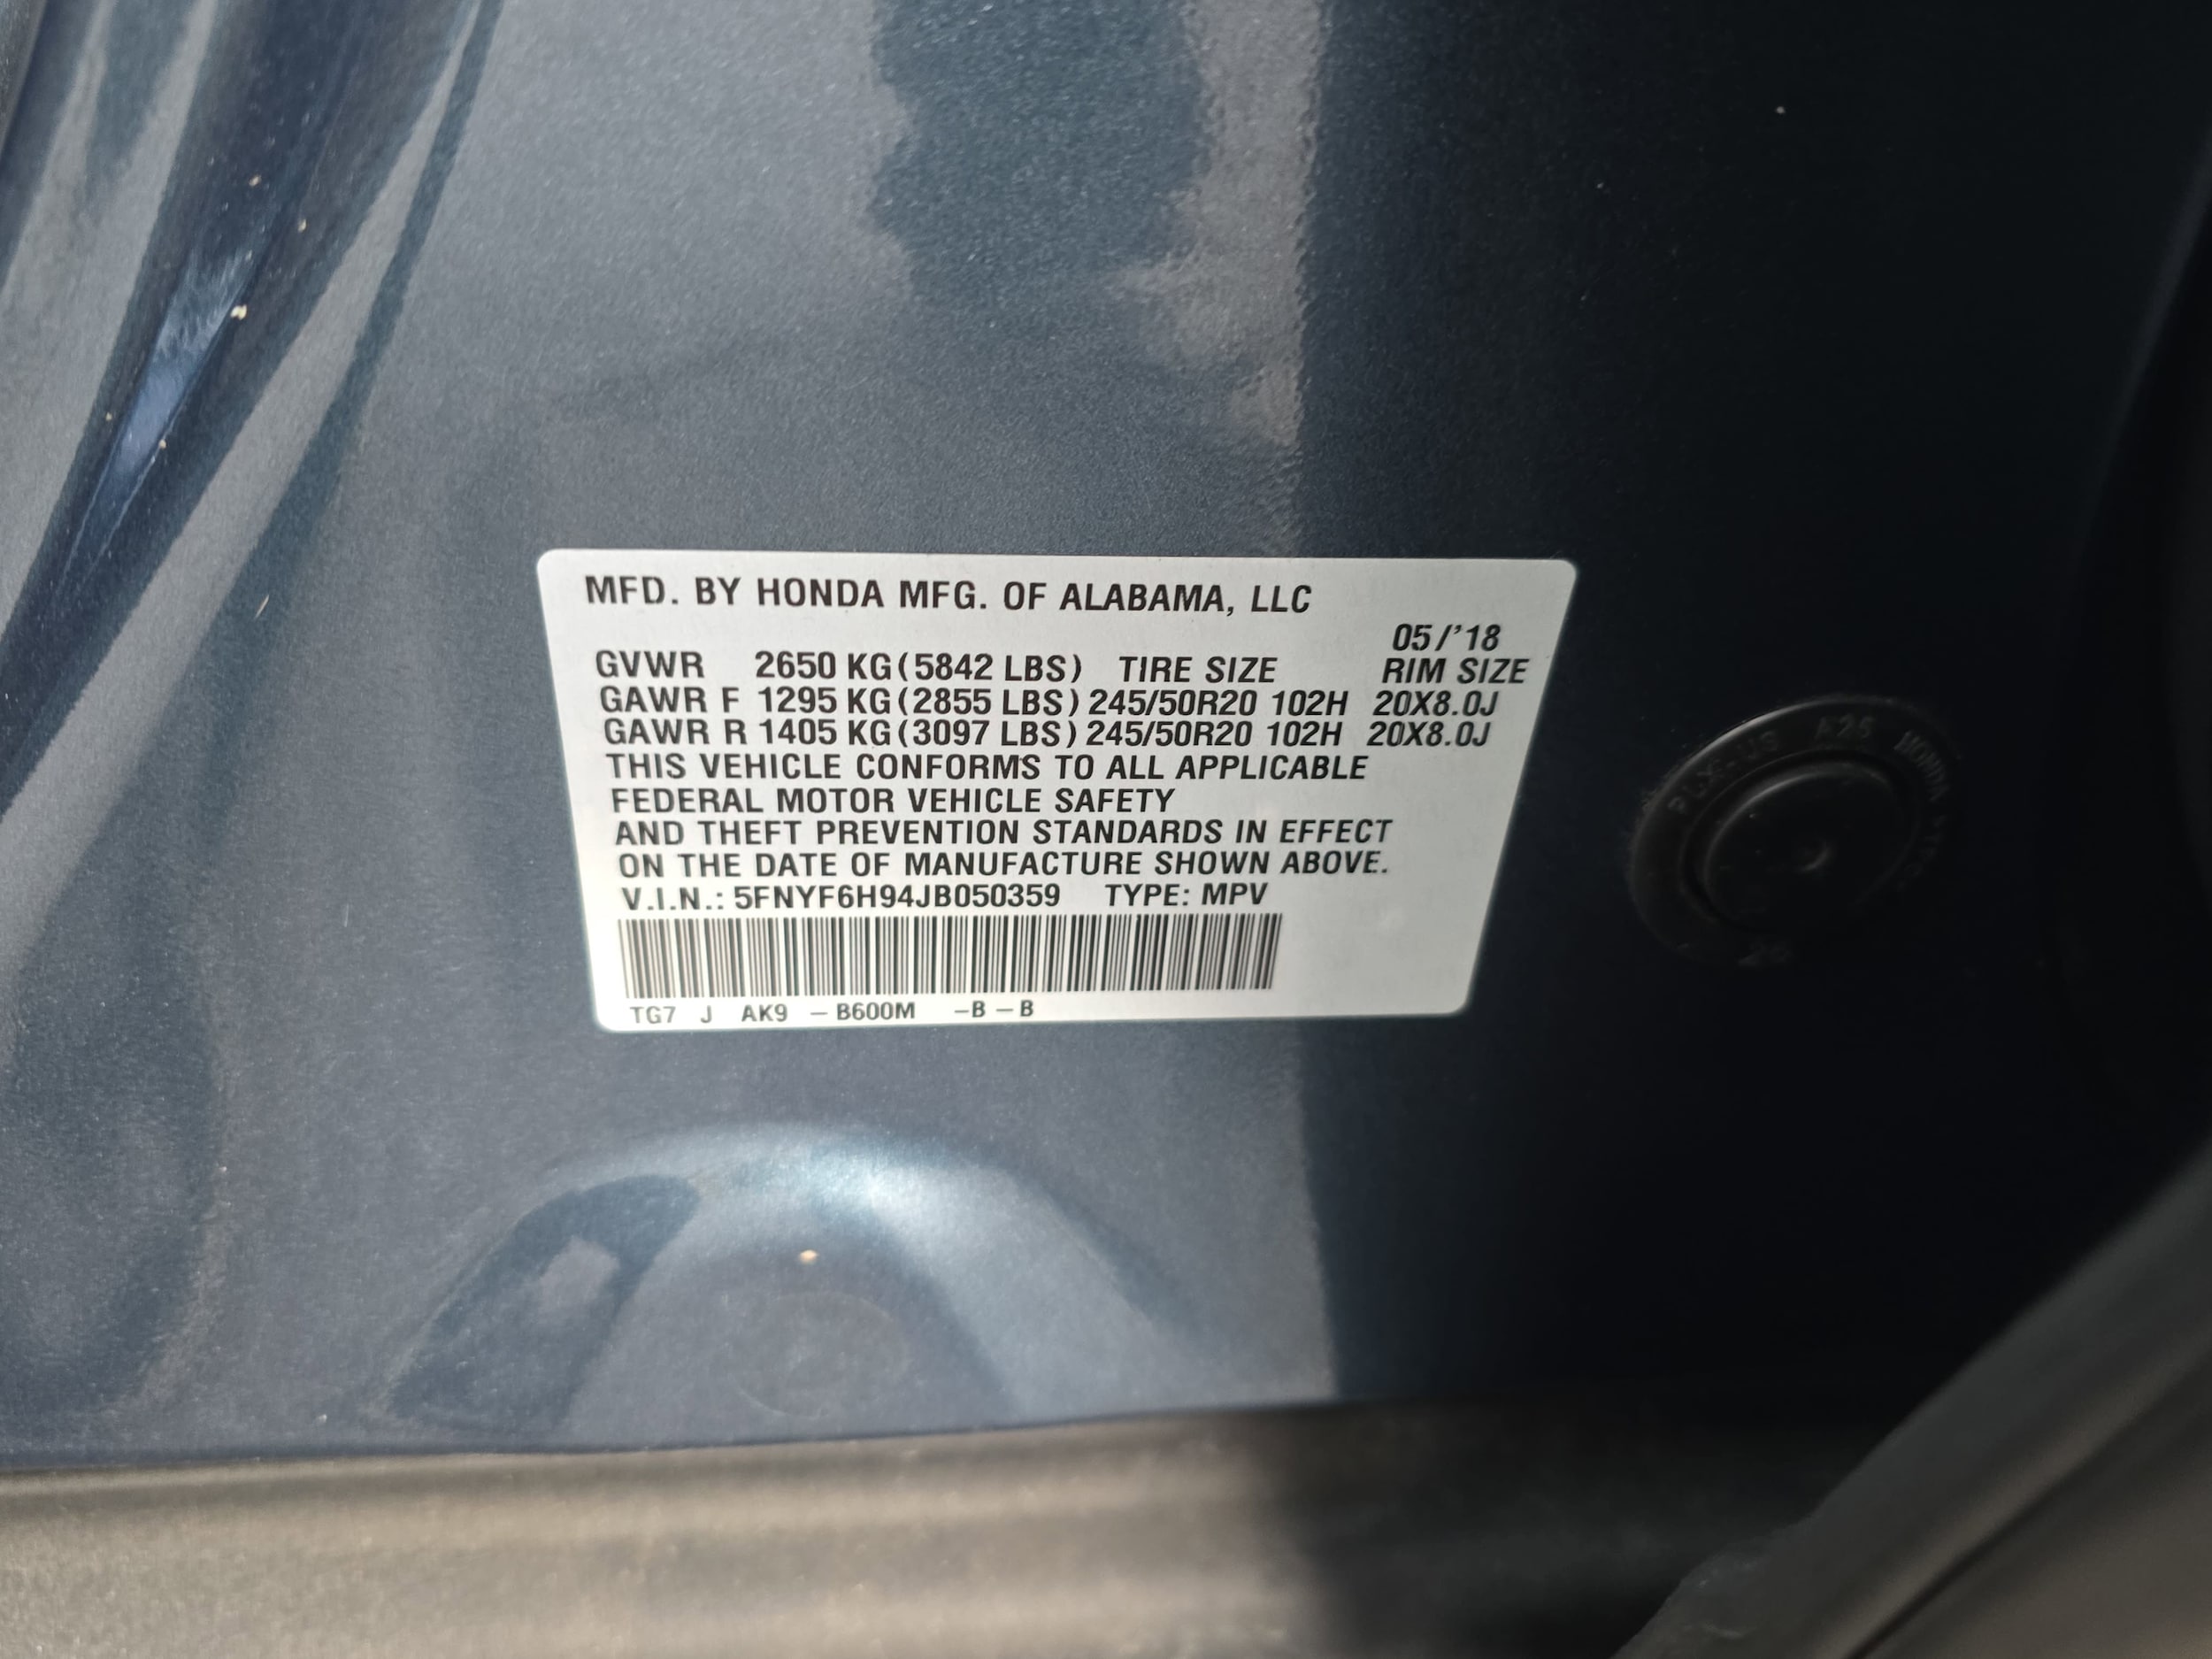 MFD. BY HONDA MFG. OF ALABAMA, LLC
05/'18
GVWR 2650 KG(5842 LBS) TIRE SIZE RIM SIZE
GAWR F 1295 KG(2855 LBS) 245/50R20 102H 20X8.0J
GAWR R 1405 KG(3097 LBS) 245/50R20 102H 20X8.0J
THIS VEHICLE CONFORMS TO ALL APPLICABLE
FEDERAL MOTOR VEHICLE SAFETY
AND THEFT PREVENTION STANDARDS IN EFFECT
ON THE DATE OF MANUFACTURE SHOWN ABOVE.
V.I.N.: 5FNYF6H94JB050359 TYPE: MPV
TG7 J AK9 – B600M –B – B
A25 HONDA